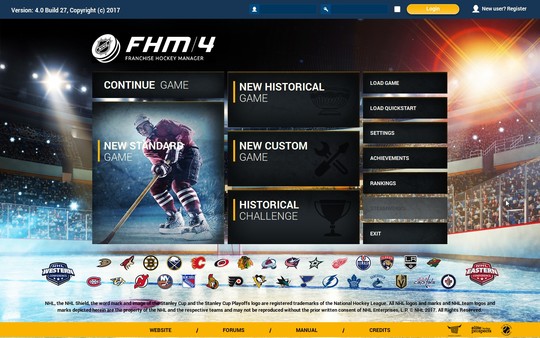 Version: 4.0 Build 27, Copyright (c) 2017
Login
New user? Register
FHM/4
FRANCHISE HOCKEY MANAGER
CONTINUE GAME
NEW STANDARD
GAME
NEW HISTORICAL
GAME
NEW CUSTOM
GAME
HISTORICAL
CHALLENGE
LOAD GAME
LOAD QUICKSTART
SETTINGS
ACHIEVEMENTS
RANKINGS
EXIT
WESTERN
EASTERN
NHL, the NHL Shield, the word mark and image of the Stanley Cup and the Stanley Cup Playoffs logo are registered trademarks of the National Hockey League. All NHL logos and marks and NHL team logos and
marks depicted herein are the property of the NHL and the respective teams and may not be reproduced without the prior written consent of NHL Enterprises, L.P. © NHL 2017. All Rights Reserved.
WEBSITE / FORUMS / MANUAL / CREDITS